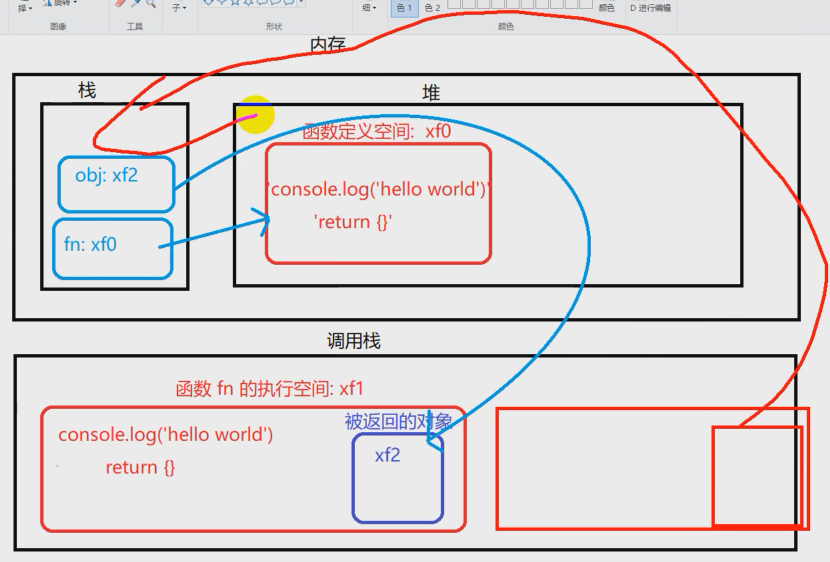 择 旋转
图像
工具
子
形状
细
色 1
色 2
颜色
D 进行编辑
颜色
内存
栈
堆
函数定义空间: xf0
obj: xf2
'console.log('hello world')'
'return {}'
fn: xf0
调用栈
函数 fn 的执行空间: xf1
被返回的对象
console.log('hello world')
xf2
return {}